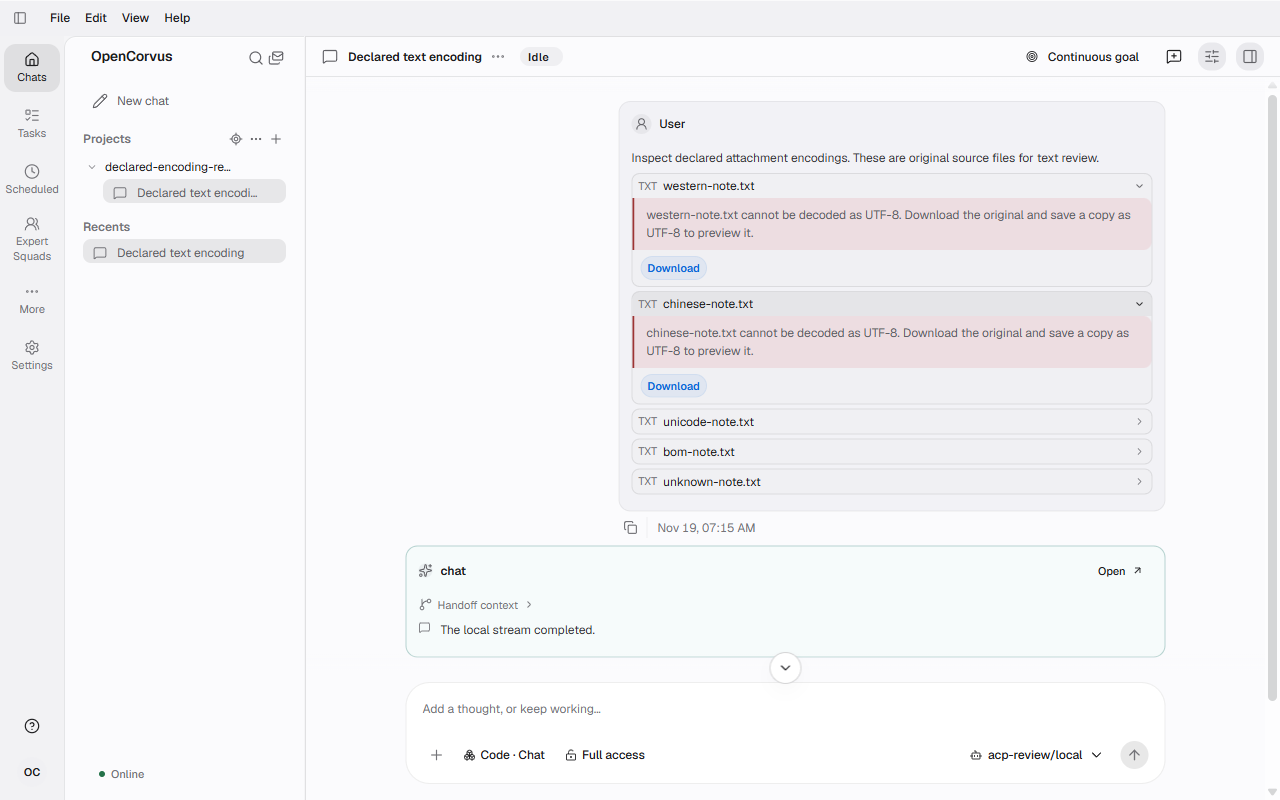 File Edit View Help
Chats
Tasks
Scheduled
Expert
Squads
More
Settings
OC
OpenCorvus
New chat
Projects
declared-encoding-re...
Declared text encodi...
Recents
Declared text encoding
Online
Declared text encoding
Idle
Continuous goal
User
Inspect declared attachment encodings. These are original source files for text review.
TXT western-note.txt
western-note.txt cannot be decoded as UTF-8. Download the original and save a copy as
UTF-8 to preview it.
Download
TXT chinese-note.txt
chinese-note.txt cannot be decoded as UTF-8. Download the original and save a copy as
UTF-8 to preview it.
Download
TXT unicode-note.txt
TXT bom-note.txt
TXT unknown-note.txt
Nov 19, 07:15 AM
chat
Open
Handoff context
The local stream completed.
Add a thought, or keep working...
Code · Chat
Full access
acp-review/local